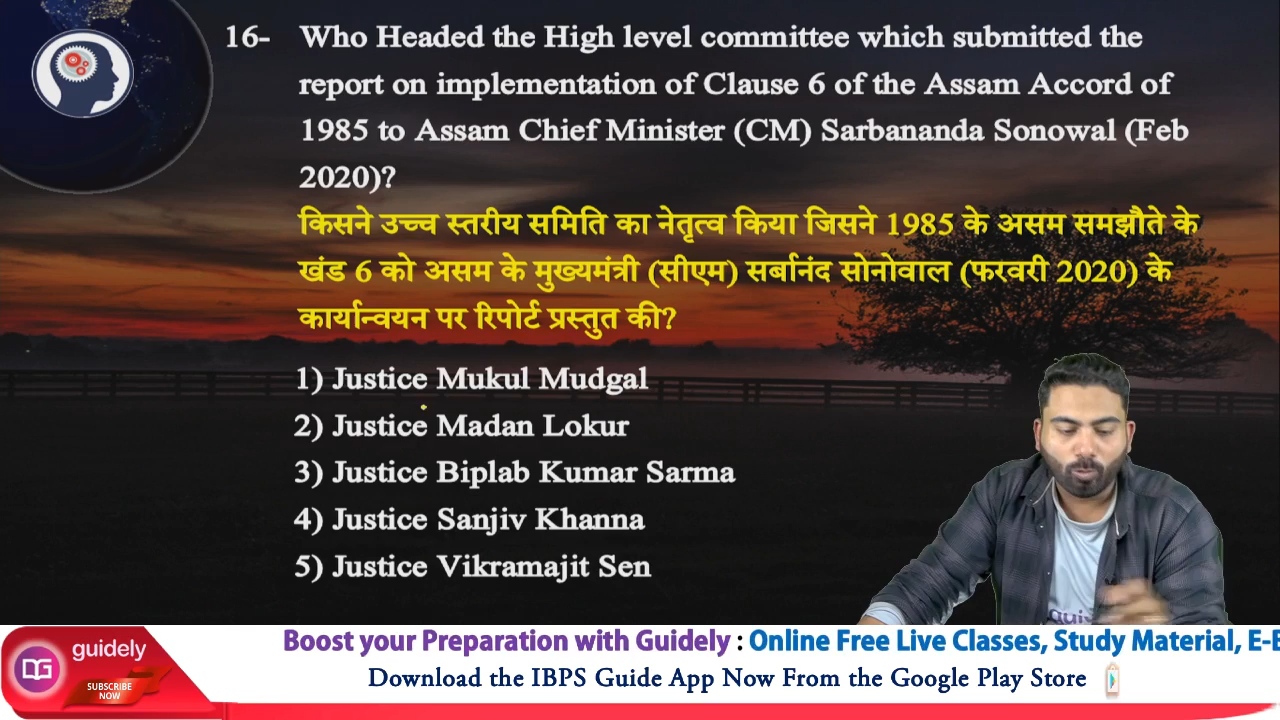 16- Who Headed the High level committee which submitted the
report on implementation of Clause 6 of the Assam Accord of
1985 to Assam Chief Minister (CM) Sarbananda Sonowal (Feb
2020)?
किसने उच्च स्तरीय समिति का नेतृत्व किया जिसने 1985 के असम समझौते के
खंड 6 को असम के मुख्यमंत्री (सीएम) सर्बानंद सोनोवाल (फरवरी 2020) के
कार्यान्वयन पर रिपोर्ट प्रस्तुत की?
1) Justice Mukul Mudgal
2) Justice Madan Lokur
3) Justice Biplab Kumar Sarma
4) Justice Sanjiv Khanna
5) Justice Vikramajit Sen
guidely
SUBSCRIBE
NOW
Boost your Preparation with Guidely : Online Free Live Classes, Study Material, E-
Download the IBPS Guide App Now From the Google Play Store